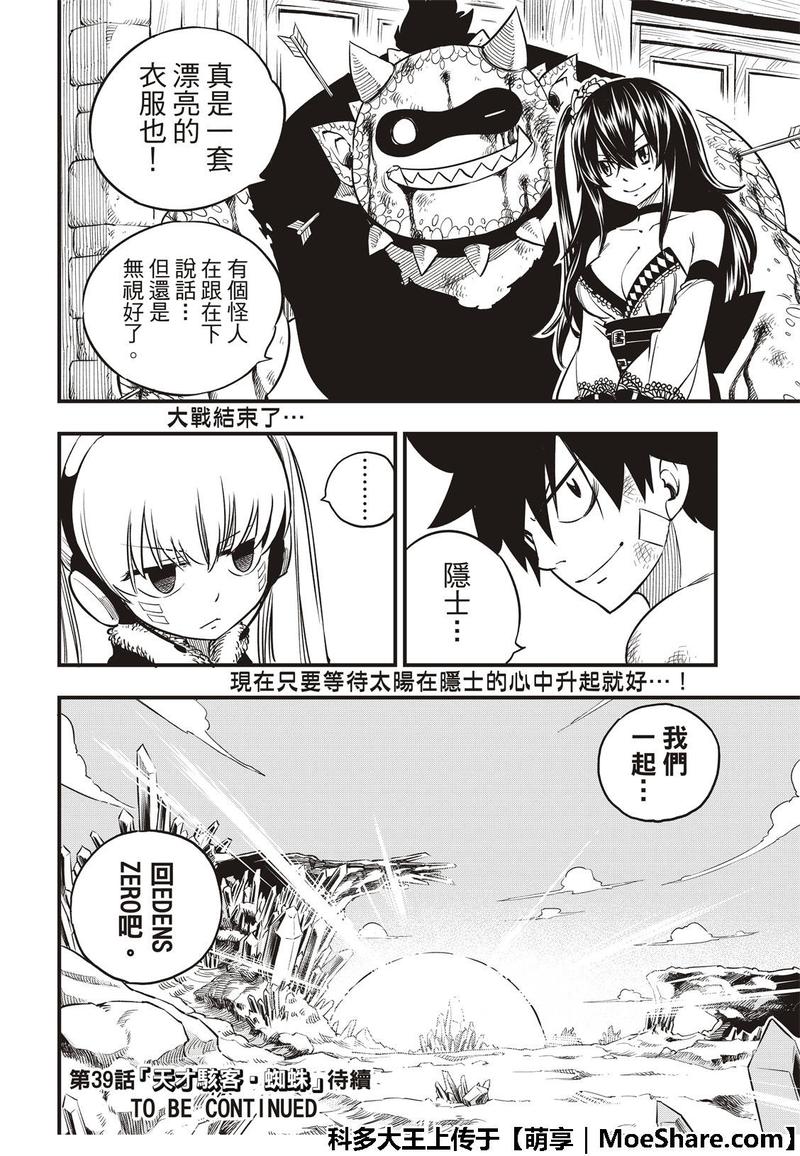 真是一套
漂亮的
衣服也！
有個怪人
在跟在下
說話…
但還是
無視好了。
大戰結束了…
隱士…
……
現在只要等待太陽在隱士的心中升起就好…！
我們
一起…
回EDENS
ZERO吧。
第39話「天才駭客・蜘蛛」待續
TO BE CONTINUED
科多大王上传于【萌享｜MoeShare.com】